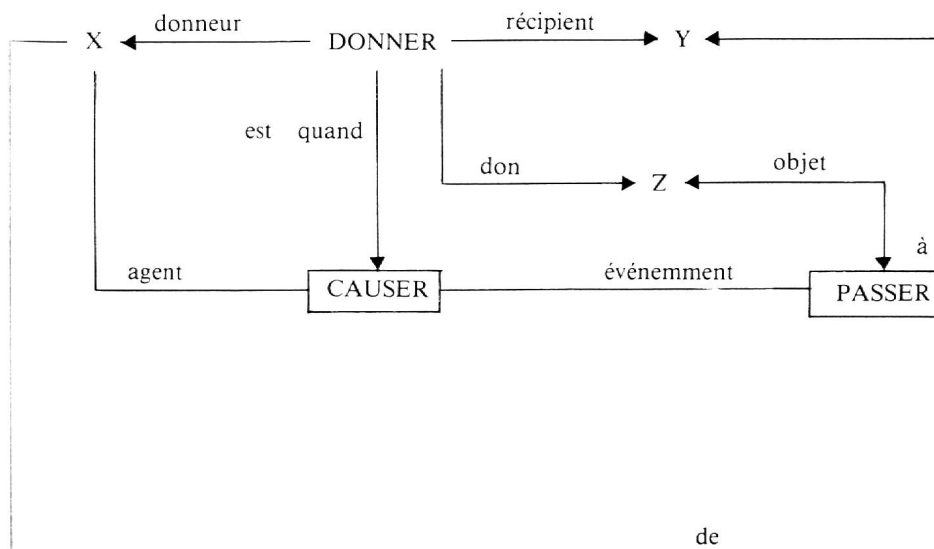 donneur récipient
X DONNER Y
est quand
don objet
Z
à
agent événemment
CAUSER PASSER
de